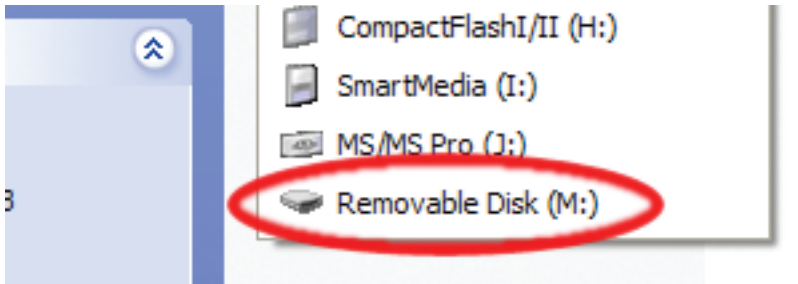 CompactFlashI/II (H:)
SmartMedia (I:)
MS/MS Pro (J:)
Removable Disk (M:)